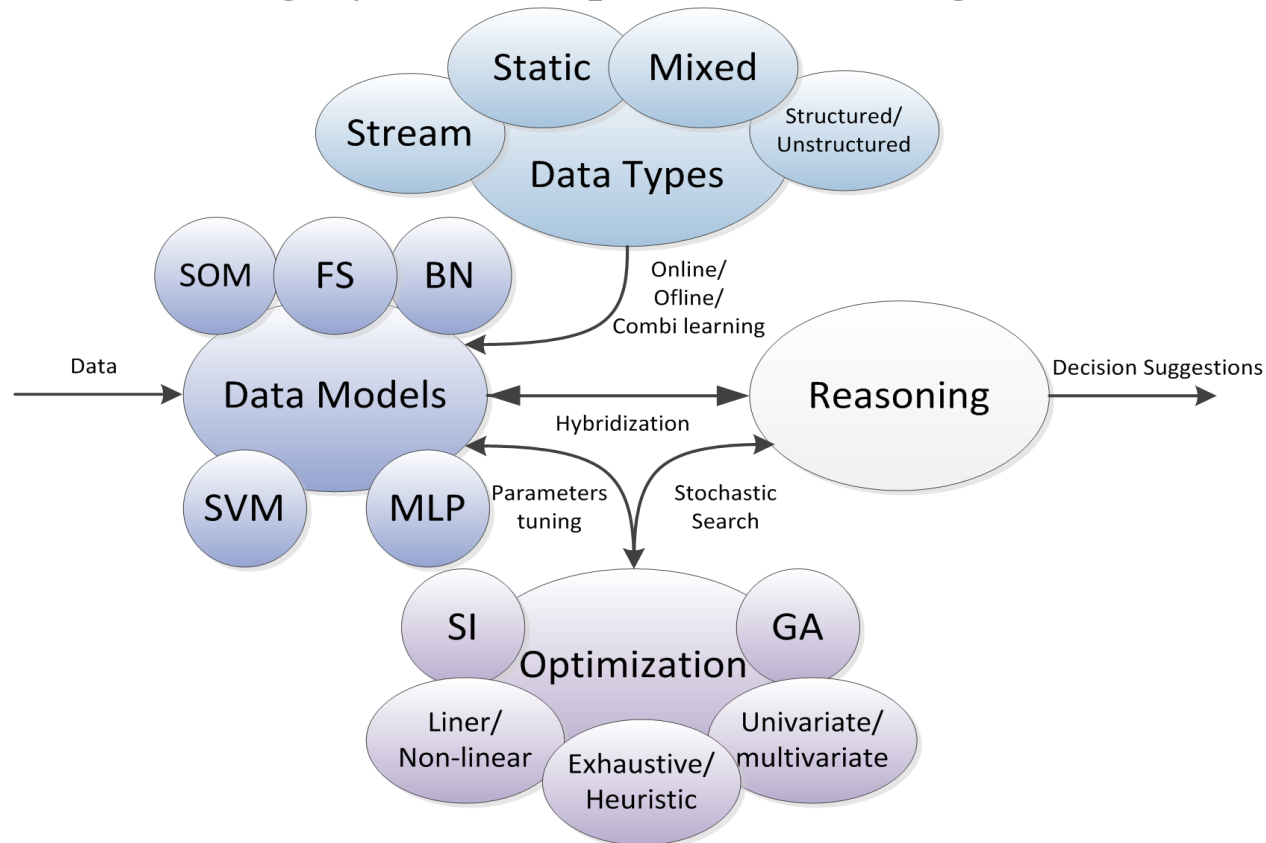 Static
Mixed
Stream
Structured/
Unstructured
Data Types
SOM
FS
BN
Online/
Ofline/
Combi learning
Data
Data Models
Reasoning
Decision Suggestions
Hybridization
SVM
MLP
Parameters
tuning
Stochastic
Search
SI
GA
Optimization
Liner/
Non-linear
Univariate/
multivariate
Exhaustive/
Heuristic